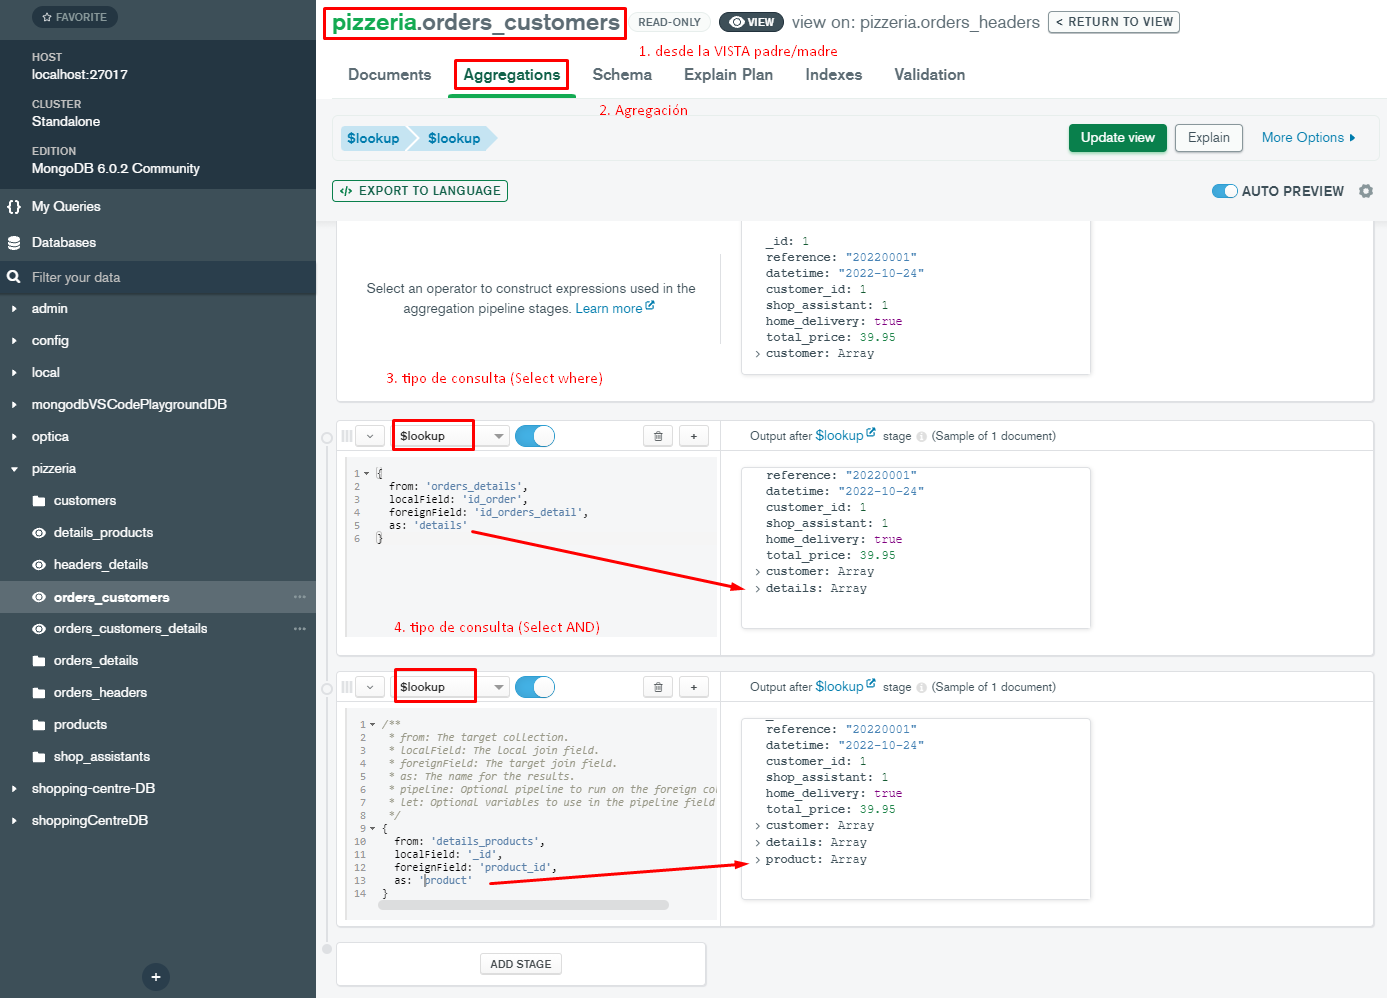 FAVORITE
HOST
localhost:27017
CLUSTER
Standalone
EDITION
MongoDB 6.0.2 Community
My Queries
Databases
Filter your data
admin
config
local
mongodbVSCodePlaygroundDB
optica
pizzeria
customers
details_products
headers_details
orders_customers
orders_customers_details
orders_details
orders_headers
products
shop_assistants
shopping-centre-DB
shoppingCentreDB
+
pizzeria.orders_customers READ-ONLY VIEW view on: pizzeria.orders_headers < RETURN TO VIEW
1. desde la VISTA padre/madre
Documents Aggregations Schema Explain Plan Indexes Validation
2. Agregación
$lookup $lookup Update view Explain More Options
</> EXPORT TO LANGUAGE AUTO PREVIEW
Select an operator to construct expressions used in the
aggregation pipeline stages. Learn more
_id: 1
reference: "20220001"
datetime: "2022-10-24"
customer_id: 1
shop_assistant: 1
home_delivery: true
total_price: 39.95
> customer: Array
3. tipo de consulta (Select where)
$lookup + Output after $lookup stage (Sample of 1 document)
1 {
2 from: 'orders_details',
3 localField: 'id_order',
4 foreignField: 'id_orders_detail',
5 as: 'details'
6 }
reference: "20220001"
datetime: "2022-10-24"
customer_id: 1
shop_assistant: 1
home_delivery: true
total_price: 39.95
> customer: Array
> details: Array
4. tipo de consulta (Select AND)
$lookup + Output after $lookup stage (Sample of 1 document)
1 /**
2 * from: The target collection.
3 * localField: The local join field.
4 * foreignField: The target join field.
5 * as: The name for the results.
6 * pipeline: Optional pipeline to run on the foreign co
7 * let: Optional variables to use in the pipeline field
8 */
9 {
10 from: 'details_products',
11 localField: '_id',
12 foreignField: 'product_id',
13 as: 'product'
14 }
reference: "20220001"
datetime: "2022-10-24"
customer_id: 1
shop_assistant: 1
home_delivery: true
total_price: 39.95
> customer: Array
> details: Array
> product: Array
ADD STAGE